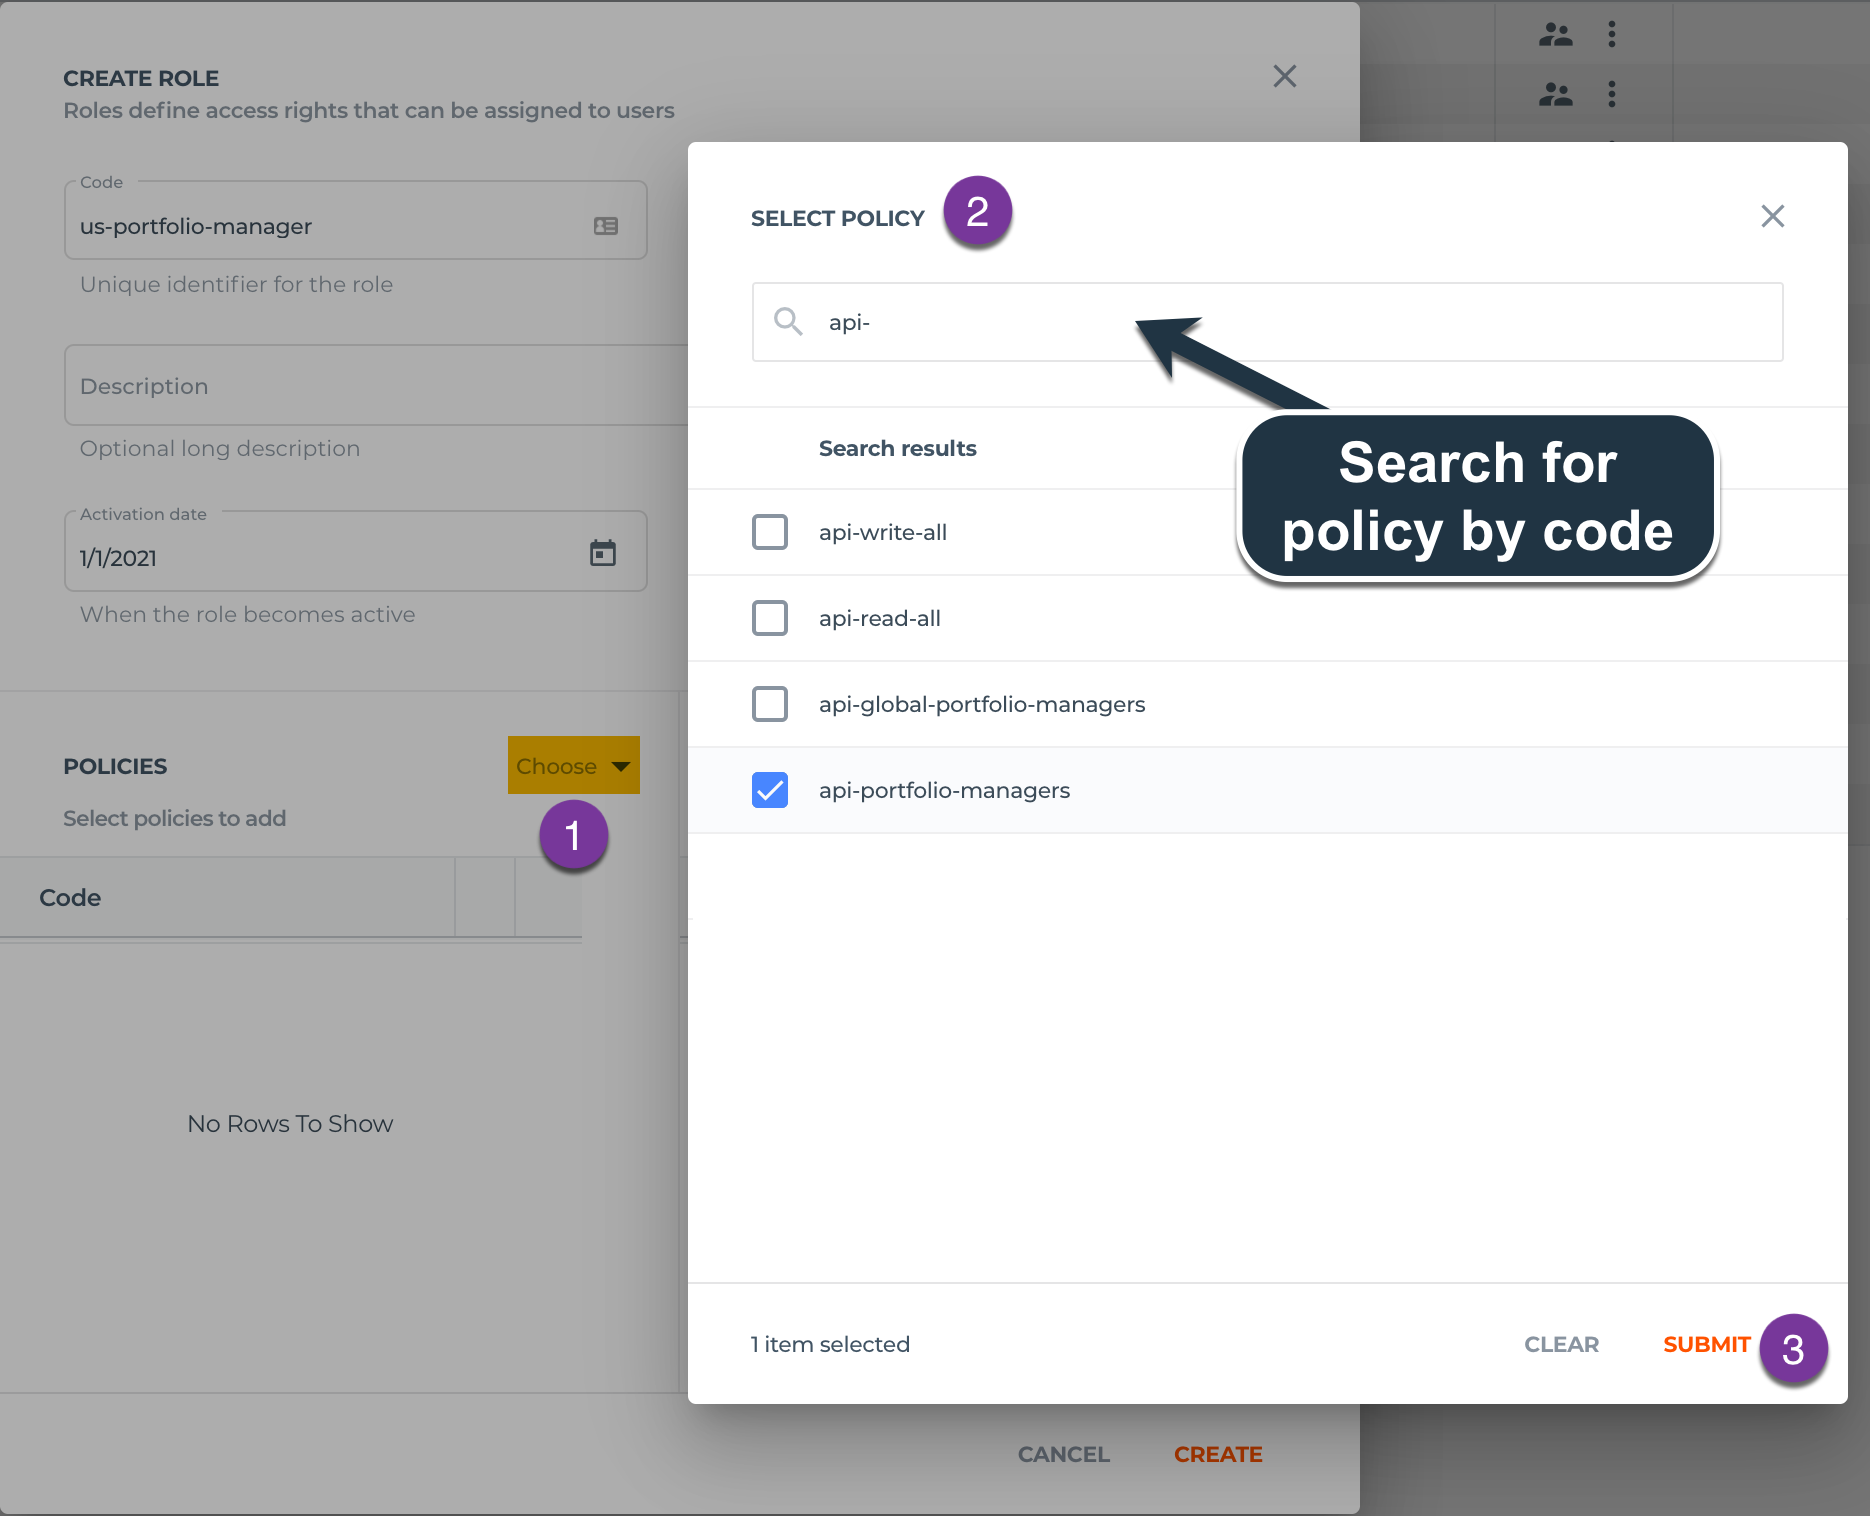 CREATE ROLE
Roles define access rights that can be assigned to users
Code
us-portfolio-manager
Unique identifier for the role
Description
Optional long description
Activation date
1/1/2021
When the role becomes active
POLICIES
Choose
Select policies to add
1
Code
No Rows To Show
CANCEL
CREATE
SELECT POLICY
2
api-
Search for
policy by code
Search results
api-write-all
api-read-all
api-global-portfolio-managers
api-portfolio-managers
1 item selected
CLEAR
SUBMIT
3